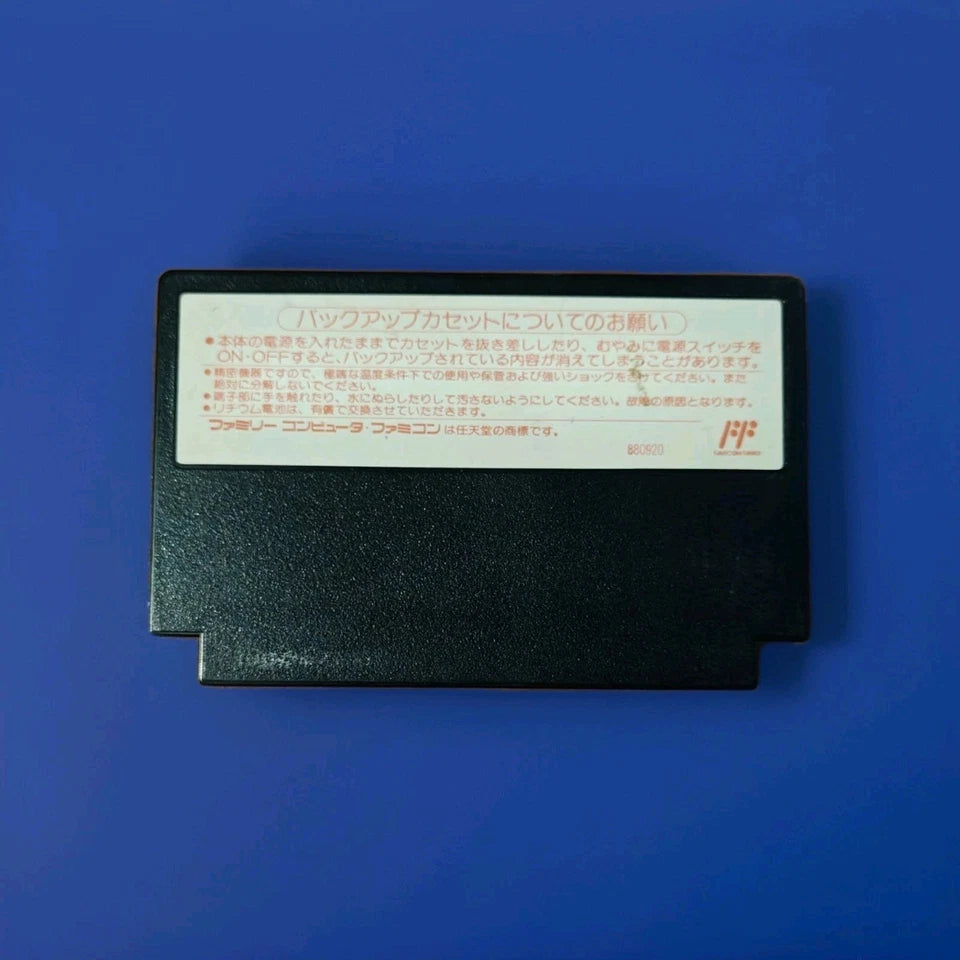 バックアップカセットについてのお願い
●本体の電源を入れたままでカセットを抜き差ししたり、むやみに電源スイッチを
ON・OFFすると、バックアップされている内容が消えてしまうことがあります。
●精密機器ですので、極端な温度条件下での使用や保管および強いショックをさけてください。また
絶対に分解しないでください。
●端子部に手を触れたり、水にぬらしたりして汚さないようにしてください。故障の原因となります。
●リチウム電池は、有償で交換させていただきます。
ファミリー コンピュータ・ファミコンは任天堂の商標です。
880920
FF